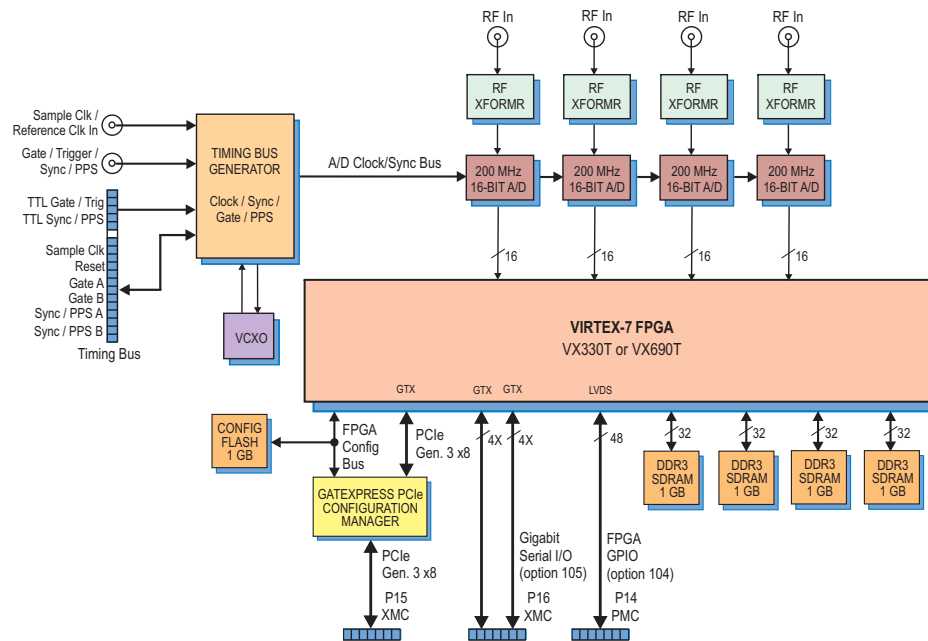 RF In RF In RF In RF In
RF RF RF RF
XFORMR XFORMR XFORMR XFORMR
Sample Clk /
Reference Clk In
Gate / Trigger /
Sync / PPS
TTL Gate / Trig
TTL Sync / PPS
Sample Clk
Reset
Gate A
Gate B
Sync / PPS A
Sync / PPS B
Timing Bus
TIMING BUS
GENERATOR
Clock / Sync /
Gate / PPS
VCXO
A/D Clock/Sync Bus
200 MHz 200 MHz 200 MHz 200 MHz
16-BIT A/D 16-BIT A/D 16-BIT A/D 16-BIT A/D
16 16 16 16
VIRTEX-7 FPGA
VX330T or VX690T
GTX GTX GTX LVDS
CONFIG
FLASH
1 GB
FPGA
Config
Bus
PCIe
Gen. 3 x8
4X 4X 48 32 32 32 32
DDR3 DDR3 DDR3 DDR3
SDRAM SDRAM SDRAM SDRAM
1 GB 1 GB 1 GB 1 GB
GATEXPRESS PCIe
CONFIGURATION
MANAGER
PCIe
Gen. 3 x8
P15
XMC
Gigabit
Serial I/O
(option 105)
P16
XMC
FPGA
GPIO
(option 104)
P14
PMC